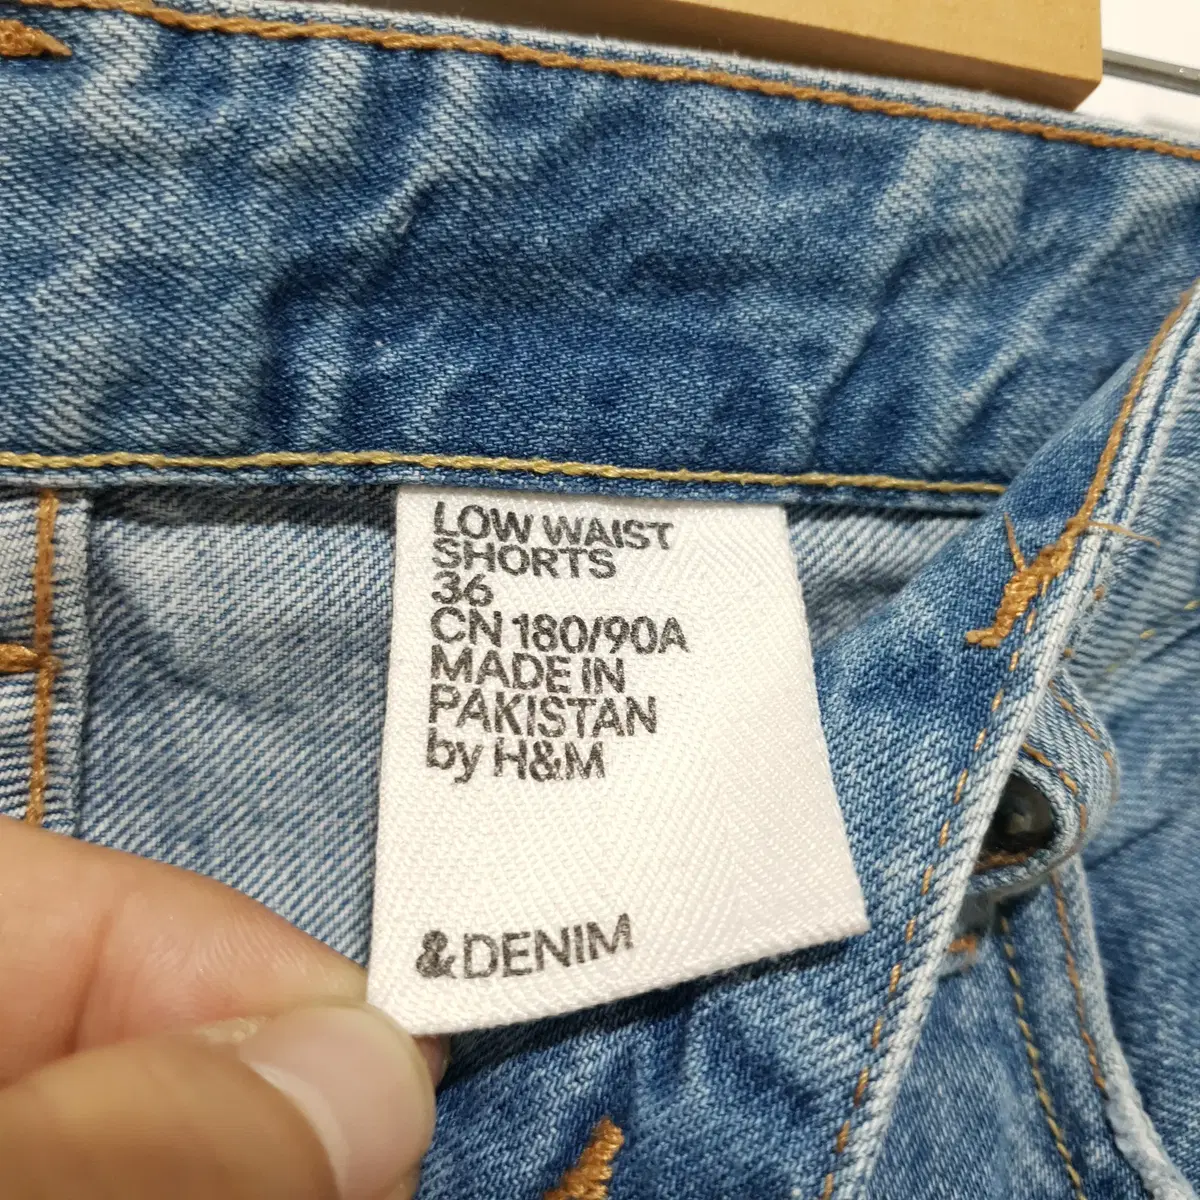 LOW WAIST
SHORTS
36
CN 180/90A
MADE IN
PAKISTAN
by H&M
&DENIM